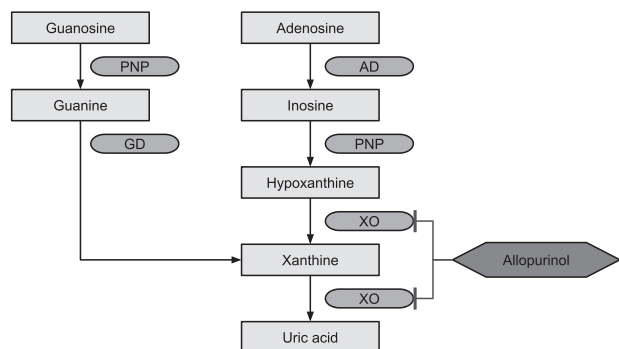 Guanosine
Adenosine
PNP
AD
Guanine
Inosine
GD
PNP
Hypoxanthine
XO
Xanthine
Allopurinol
XO
Uric acid